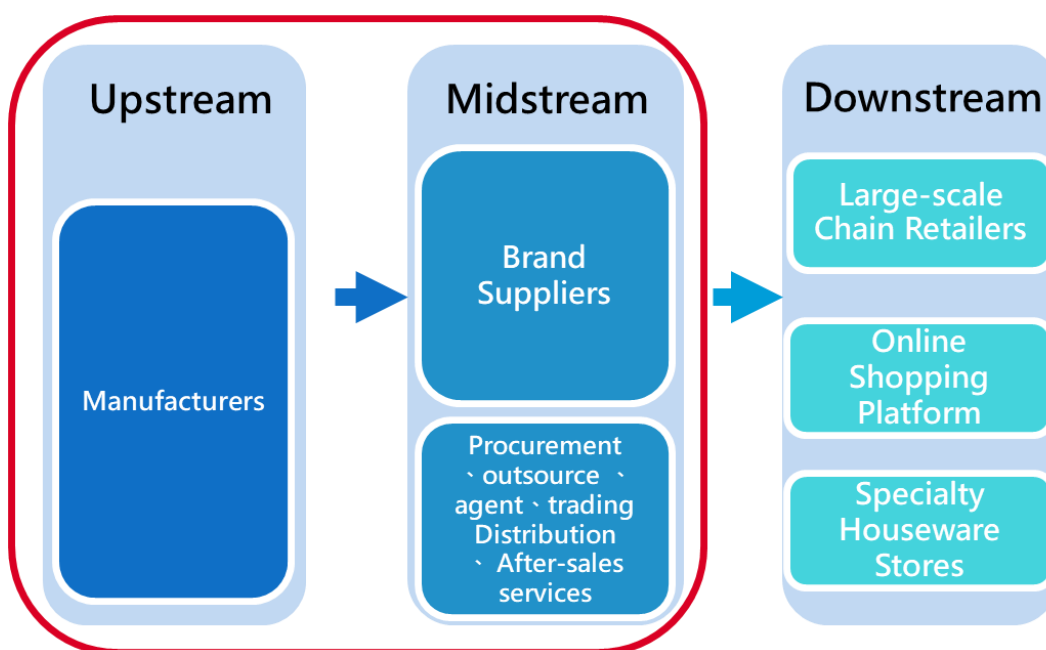 Upstream
Manufacturers
Midstream
Brand
Suppliers
Procurement
、outsource 、
agent、trading
Distribution
、 After-sales
services
Downstream
Large-scale
Chain Retailers
Online
Shopping
Platform
Specialty
Houseware
Stores